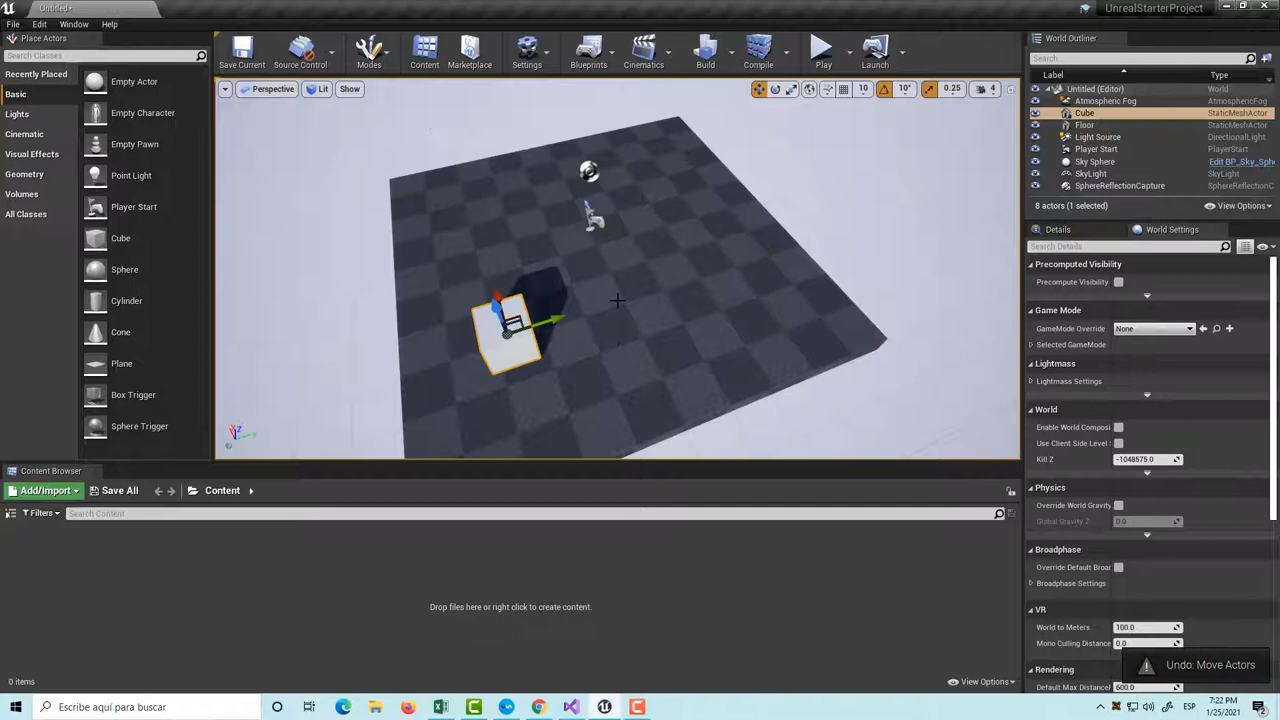 Untitled*
UnrealStarterProject
File Edit Window Help
Place Actors
Search Classes
Recently Placed
Basic
Lights
Cinematic
Visual Effects
Geometry
Volumes
All Classes
Empty Actor
Empty Character
Empty Pawn
Point Light
Player Start
Cube
Sphere
Cylinder
Cone
Plane
Box Trigger
Sphere Trigger
Save Current Source Control Modes Content Marketplace Settings Blueprints Cinematics Build Compile Play Launch
Perspective Lit Show
10 10° 0.25 4
World Outliner
Search...
Label Type
Untitled (Editor) World
Atmospheric Fog AtmosphericFog
Cube StaticMeshActor
Floor StaticMeshActor
Light Source DirectionalLight
Player Start PlayerStart
Sky Sphere Edit BP_Sky_Sph
SkyLight SkyLight
SphereReflectionCapture SphereReflectionC
8 actors (1 selected) View Options
Details World Settings
Search Details
Precomputed Visibility
Precompute Visibility
Game Mode
GameMode Override None
Selected GameMode
Lightmass
Lightmass Settings
World
Enable World Composi
Use Client Side Level
Kill Z -1048575.0
Physics
Override World Gravity
Global Gravity Z 0.0
Broadphase
Override Default Broa
Broadphase Settings
VR
World to Meters 100.0
Mono Culling Distance 0.0
Rendering
Default Max Distance 600.0
Undo: Move Actors
Content Browser
Add/Import Save All Content
Filters Search Content
Drop files here or right click to create content.
0 items View Options
Escribe aquí para buscar
ESP 7:22 PM
1/25/2021
2